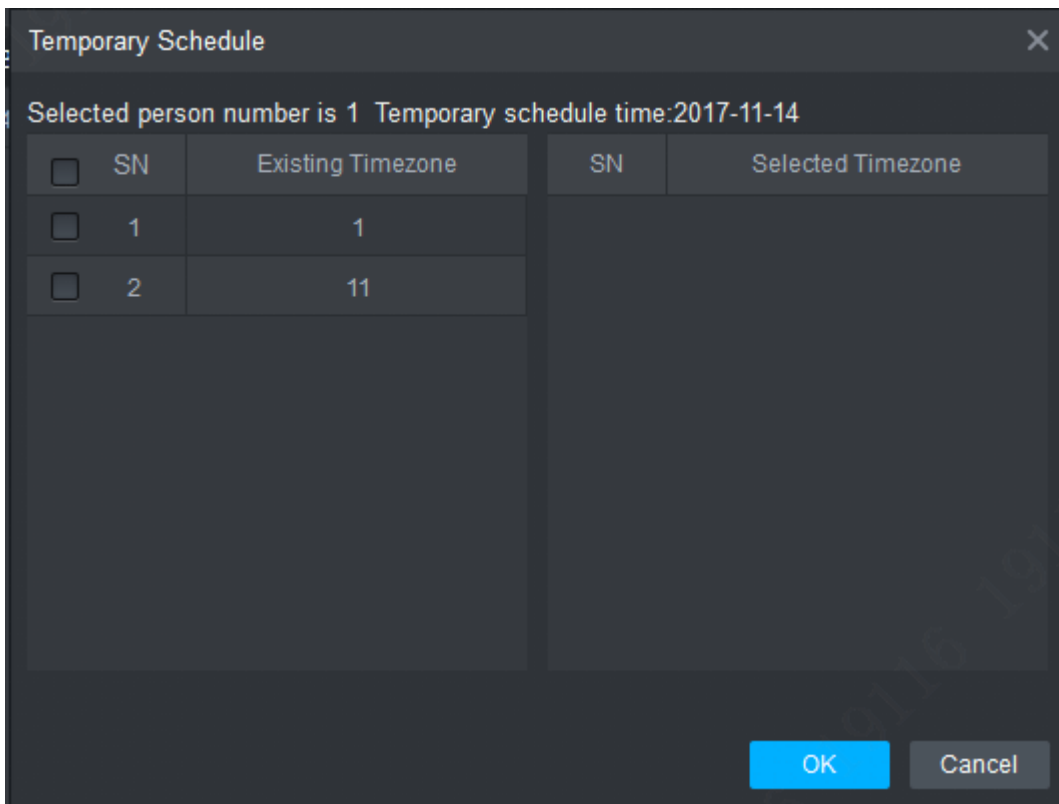 Temporary Schedule
Selected person number is 1 Temporary schedule time:2017-11-14
SN Existing Timezone SN Selected Timezone
1 1
2 11
OK Cancel